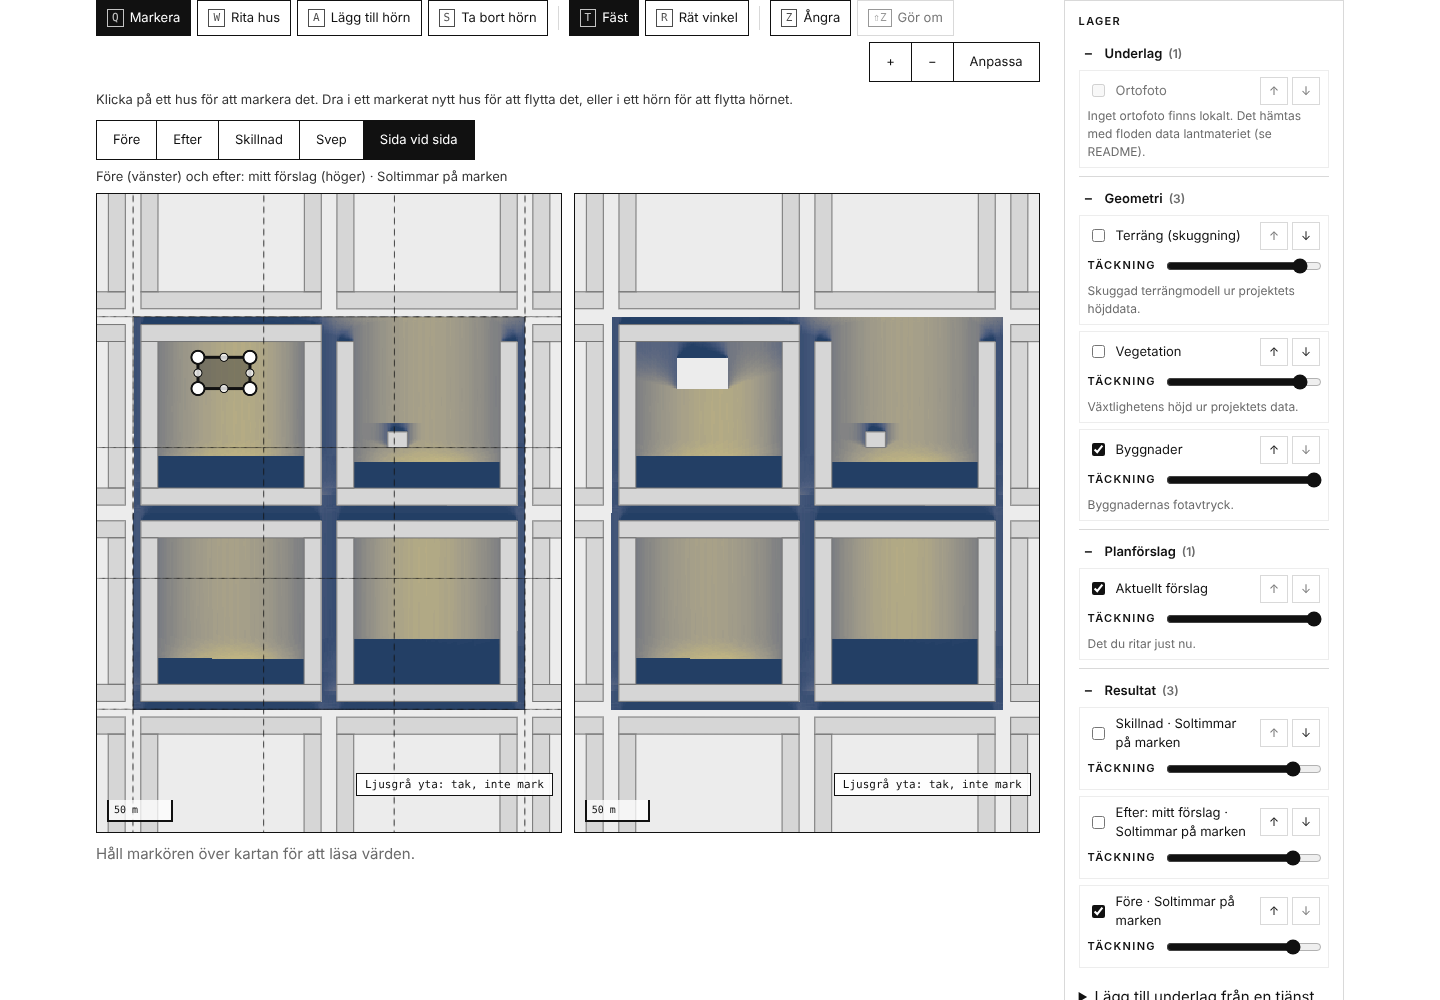 Q Markera W Rita hus A Lägg till hörn S Ta bort hörn T Fäst R Rät vinkel Z Ångra ⇧Z Gör om
+ − Anpassa
Klicka på ett hus för att markera det. Dra i ett markerat nytt hus för att flytta det, eller i ett hörn för att flytta hörnet.
Före Efter Skillnad Svep Sida vid sida
Före (vänster) och efter: mitt förslag (höger) · Soltimmar på marken
Ljusgrå yta: tak, inte mark
50 m
Ljusgrå yta: tak, inte mark
50 m
Håll markören över kartan för att läsa värden.
LAGER
− Underlag (1)
Ortofoto ↑ ↓
Inget ortofoto finns lokalt. Det hämtas
med floden data lantmateriet (se
README).
− Geometri (3)
Terräng (skuggning) ↑ ↓
TÄCKNING
Skuggad terrängmodell ur projektets
höjddata.
Vegetation ↑ ↓
TÄCKNING
Växtlighetens höjd ur projektets data.
Byggnader ↑ ↓
TÄCKNING
Byggnadernas fotavtryck.
− Planförslag (1)
Aktuellt förslag ↑ ↓
TÄCKNING
Det du ritar just nu.
− Resultat (3)
Skillnad · Soltimmar
på marken ↑ ↓
TÄCKNING
Efter: mitt förslag ·
Soltimmar på marken ↑ ↓
TÄCKNING
Före · Soltimmar på
marken ↑ ↓
TÄCKNING
▶ Lägg till underlag från en tjänst